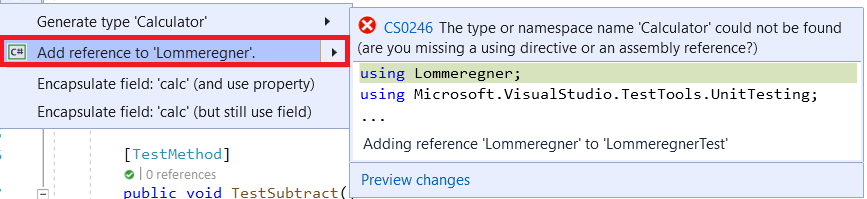 Generate type 'Calculator'
C# Add reference to 'Lommeregner'.
Encapsulate field: 'calc' (and use property)
Encapsulate field: 'calc' (but still use field)
CS0246 The type or namespace name 'Calculator' could not be found
(are you missing a using directive or an assembly reference?)
using Lommeregner;
using Microsoft.VisualStudio.TestTools.UnitTesting;
...
Adding reference 'Lommeregner' to 'LommeregnerTest'
Preview changes
[TestMethod]
| 0 references
public void TestSubtract(